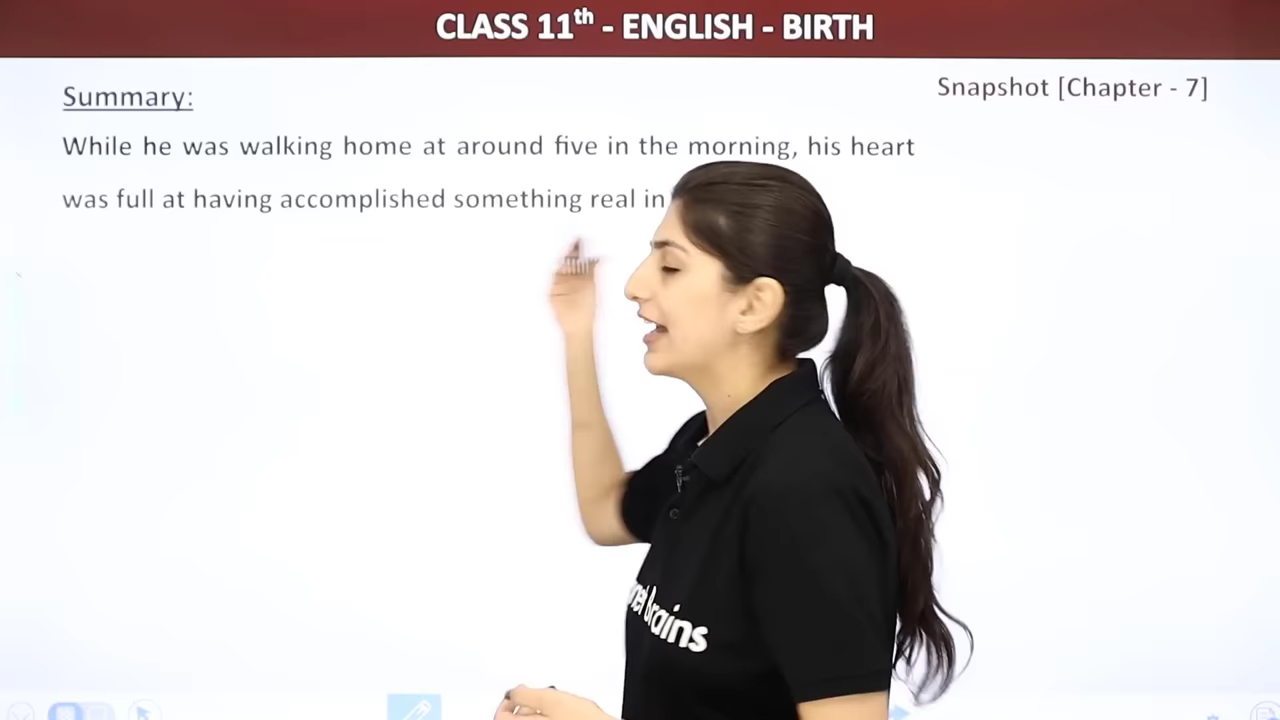 CLASS 11th - ENGLISH - BIRTH
Snapshot [Chapter - 7]
Summary:
While he was walking home at around five in the morning, his heart
was full at having accomplished something real in
Brains